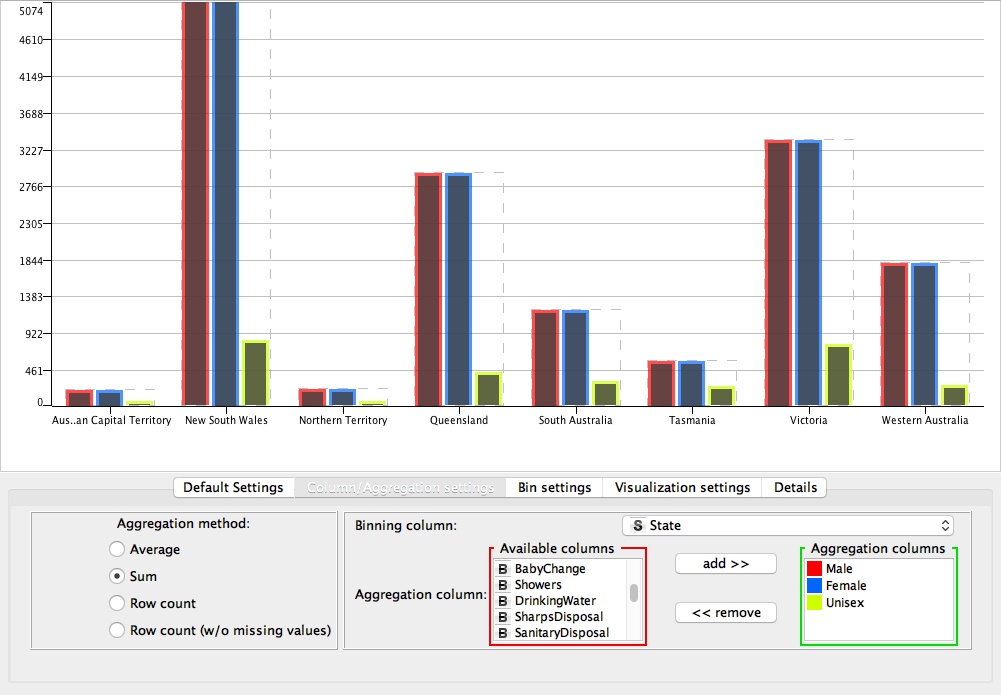 5074
4610
4149
3688
3227
2766
2305
1844
1383
922
461
0
Aus..an Capital Territory New South Wales Northern Territory Queensland South Australia Tasmania Victoria Western Australia
Default Settings Column/Aggregation settings Bin settings Visualization settings Details
Aggregation method:
Average
Sum
Row count
Row count (w/o missing values)
Binning column: S State
Aggregation column:
Available columns
B BabyChange
B Showers
B DrinkingWater
B SharpsDisposal
B SanitaryDisposal
add >>
<< remove
Aggregation columns
Male
Female
Unisex